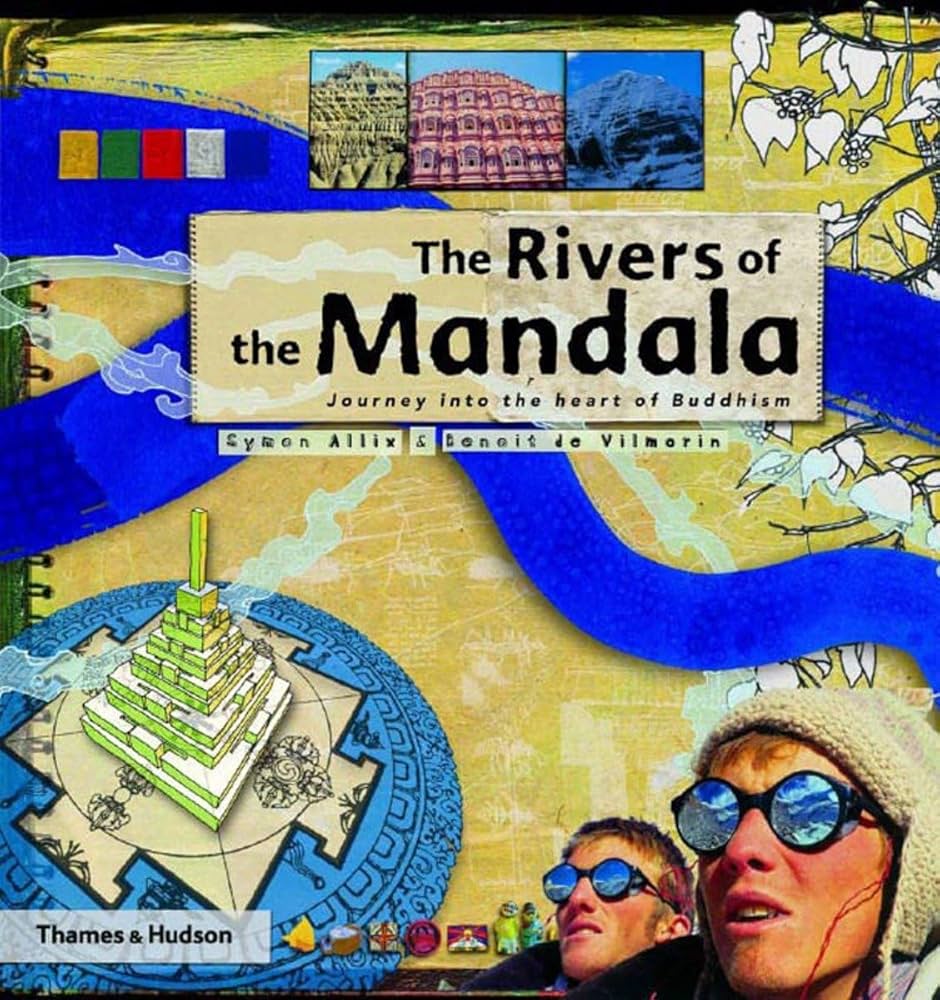 The Rivers of
the Mandala
Journey into the heart of Buddhism
Symon Allix & Benoit de Vilmorin
Thames & Hudson